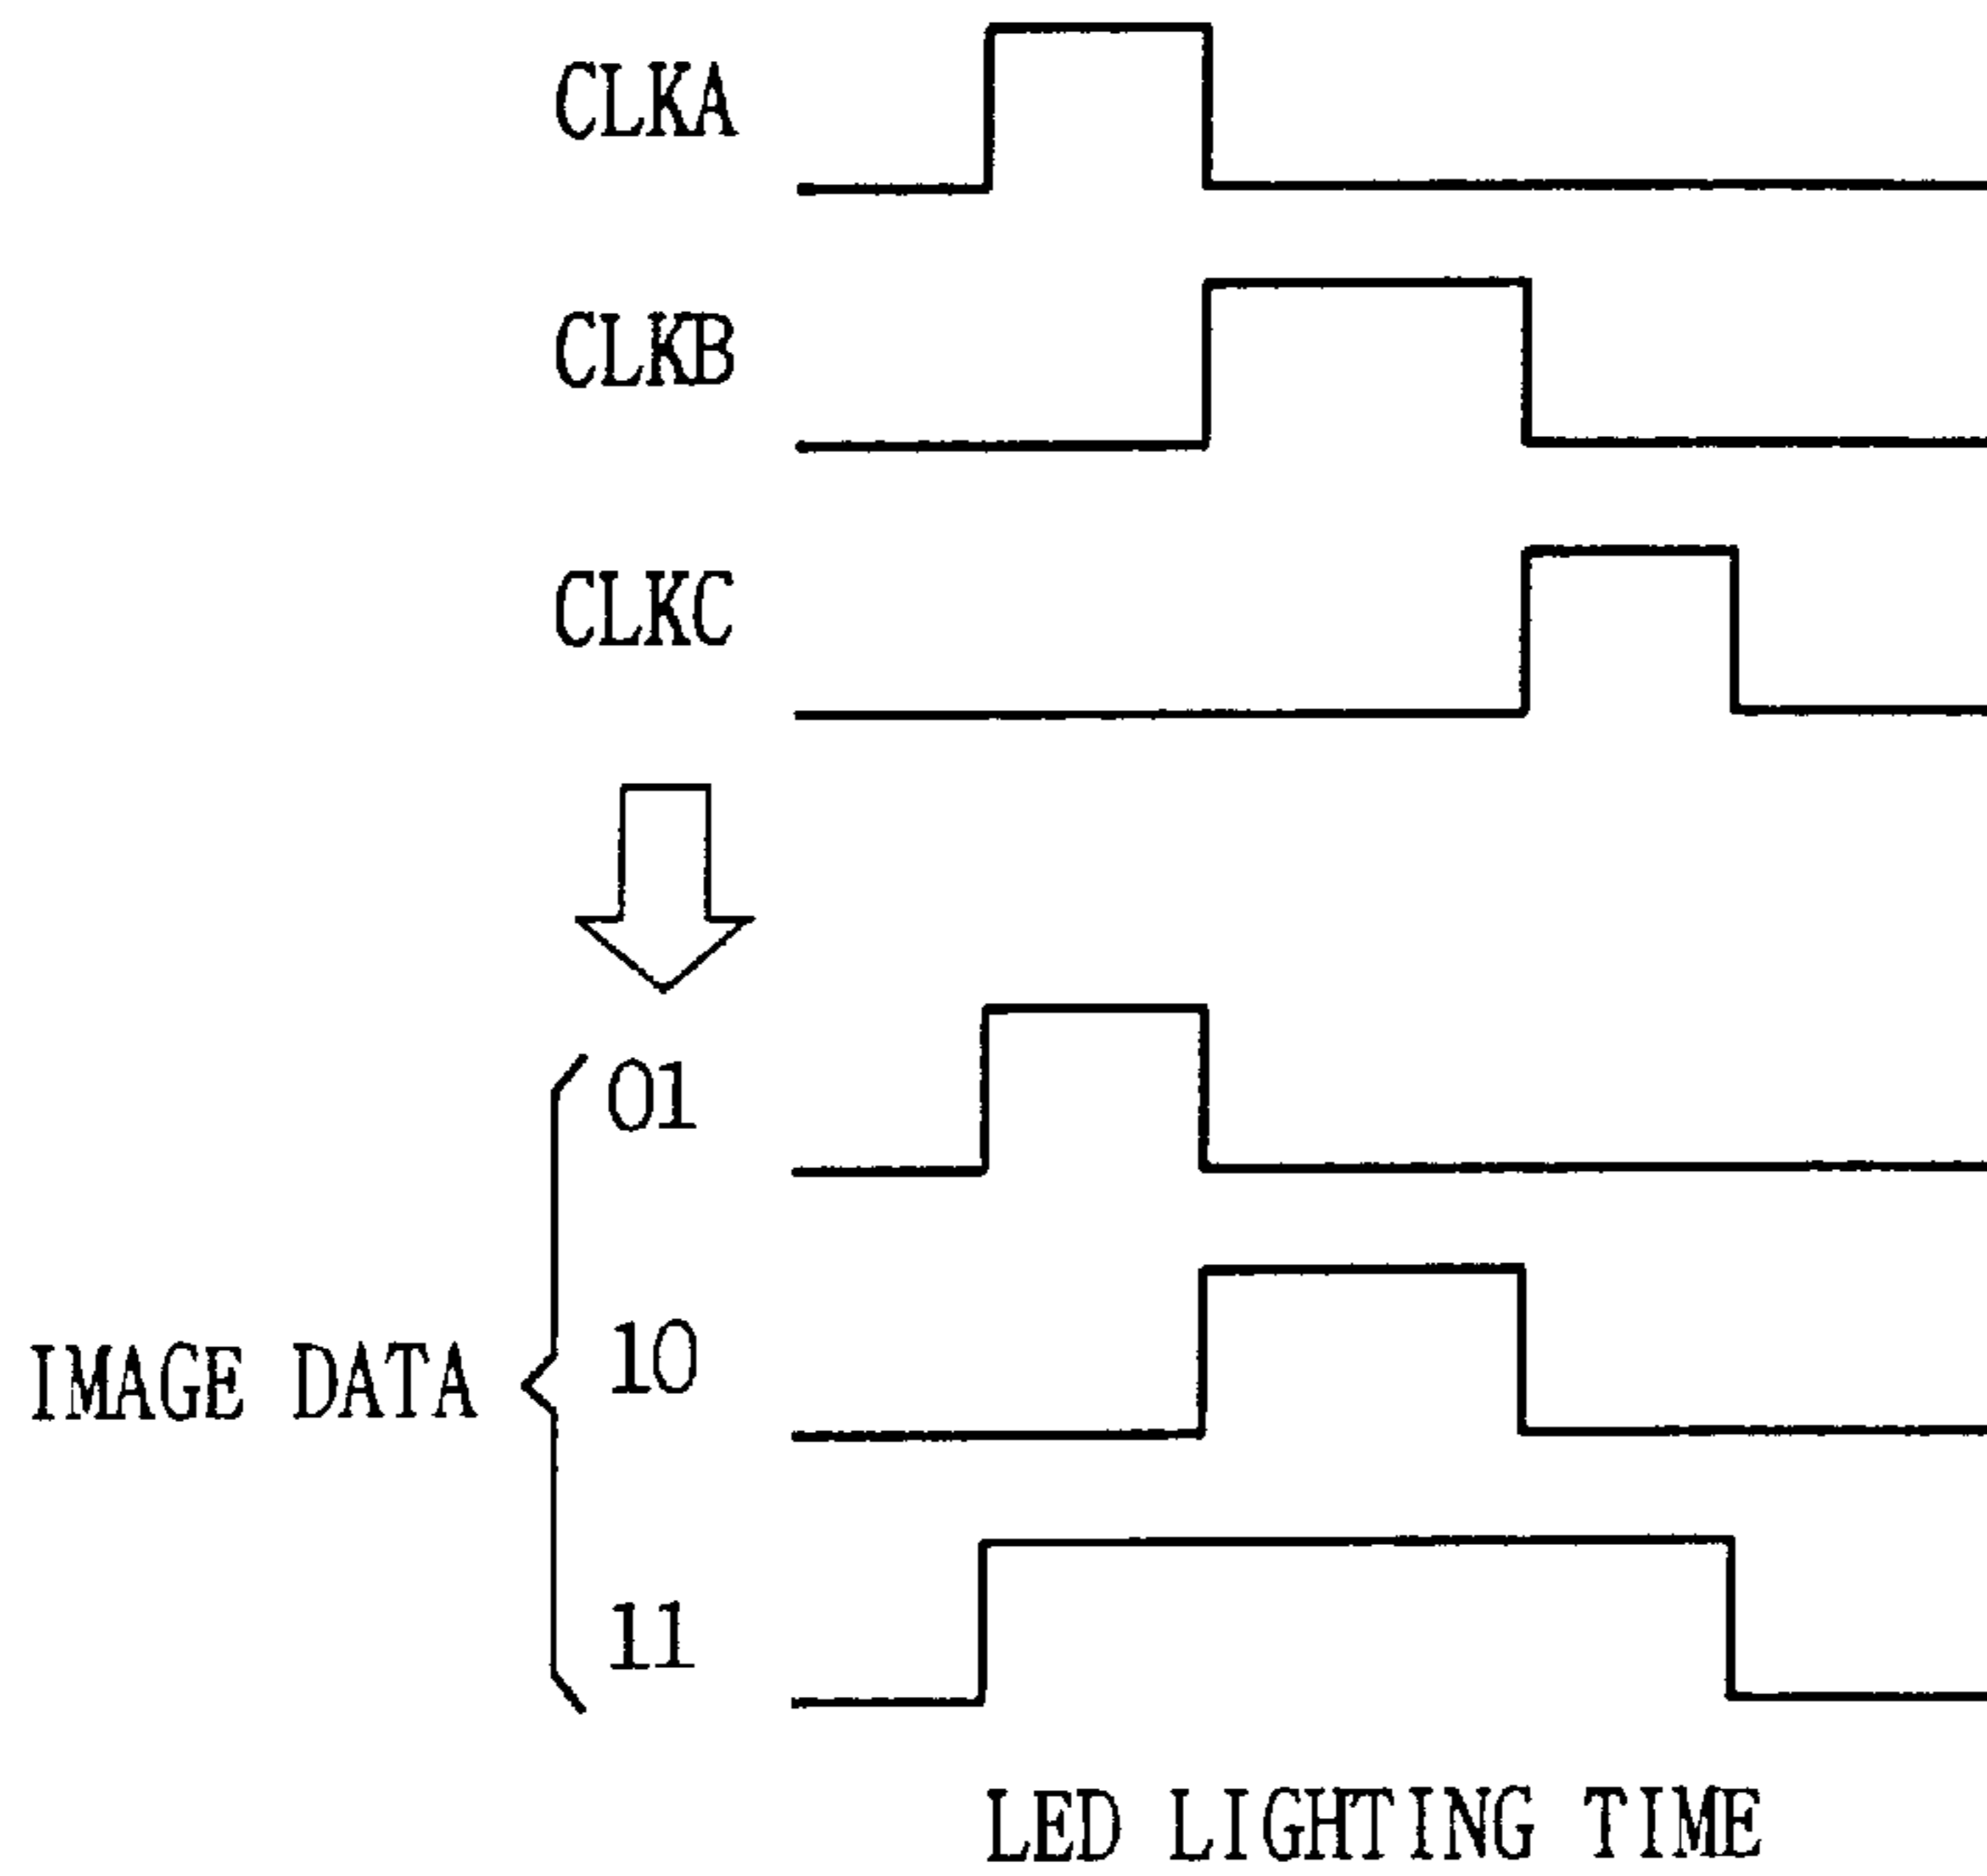 CLKA
CLKB
CLKC
01
IMAGE DATA
10
11
LED LIGHTING TIME